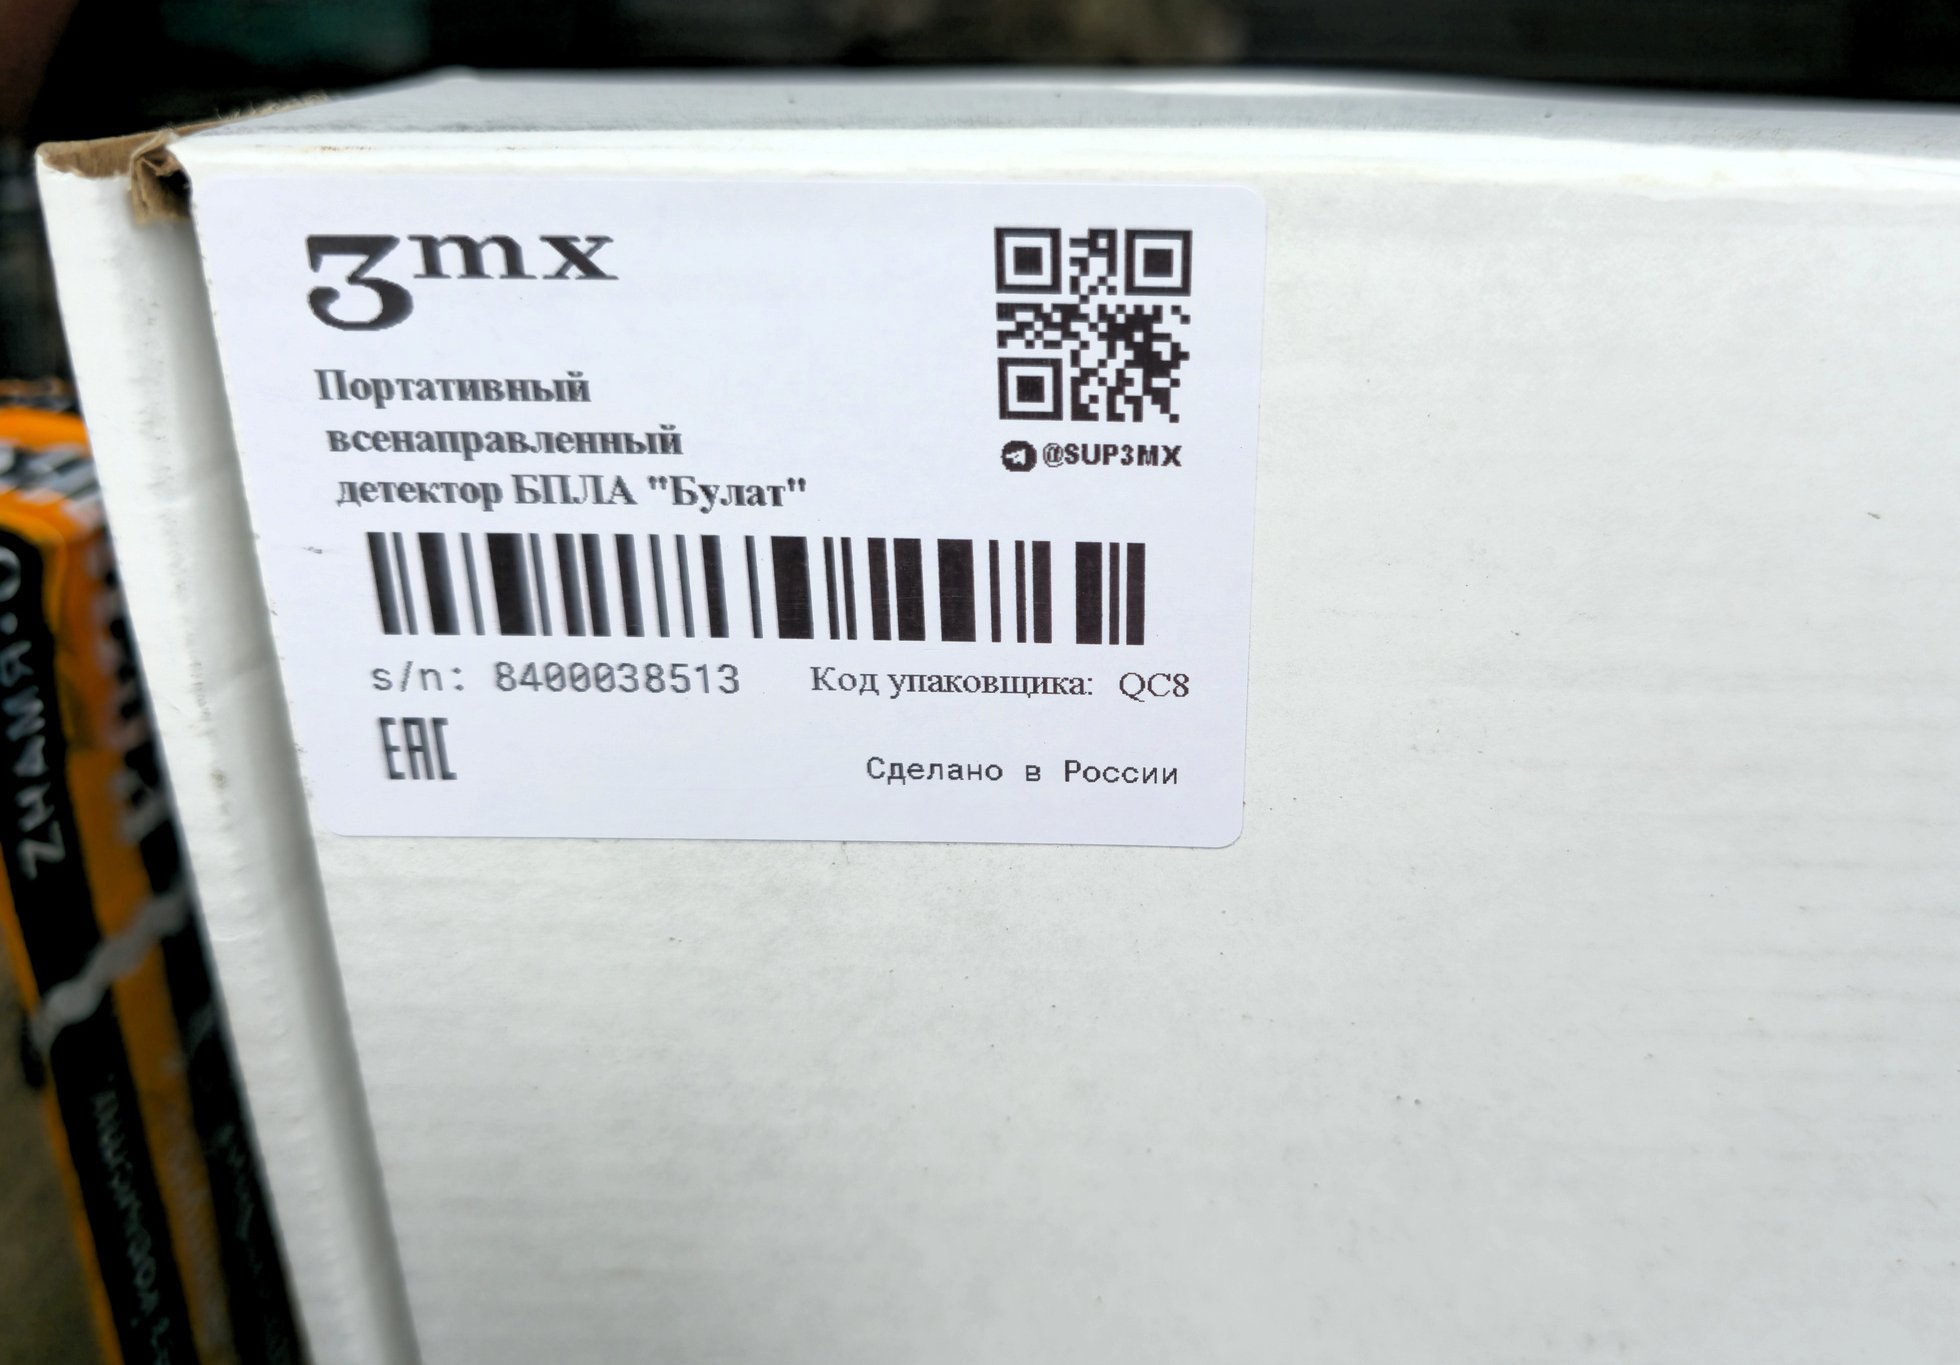 3mx
@SUP3MX
Портативный
всенаправленный
детектор БПЛА "Булат"
s/n: 8400038513 Код упаковщика: QC8
EAC
Сделано в России